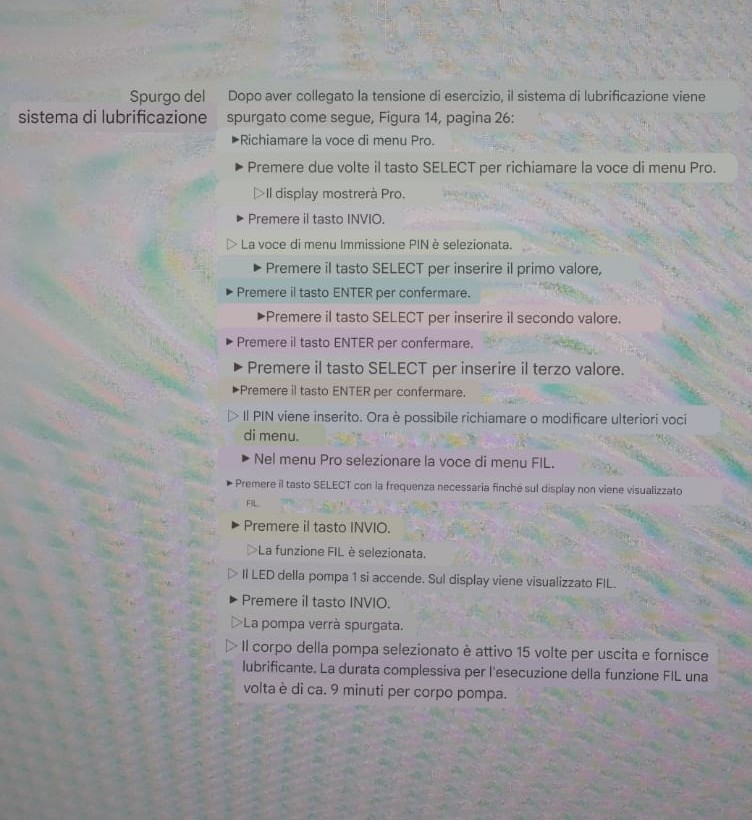 Spurgo del
sistema di lubrificazione
Dopo aver collegato la tensione di esercizio, il sistema di lubrificazione viene
spurgato come segue, Figura 14, pagina 26:
▶Richiamare la voce di menu Pro.
▶ Premere due volte il tasto SELECT per richiamare la voce di menu Pro.
▷Il display mostrerà Pro.
▶ Premere il tasto INVIO.
▷ La voce di menu Immissione PIN è selezionata.
▶ Premere il tasto SELECT per inserire il primo valore,
▶ Premere il tasto ENTER per confermare.
▶Premere il tasto SELECT per inserire il secondo valore.
▶ Premere il tasto ENTER per confermare.
▶ Premere il tasto SELECT per inserire il terzo valore.
▶Premere il tasto ENTER per confermare.
▷ Il PIN viene inserito. Ora è possibile richiamare o modificare ulteriori voci
di menu.
▶ Nel menu Pro selezionare la voce di menu FIL.
▶ Premere il tasto SELECT con la frequenza necessaria finché sul display non viene visualizzato
FIL.
▶ Premere il tasto INVIO.
▷La funzione FIL è selezionata.
▷ Il LED della pompa 1 si accende. Sul display viene visualizzato FIL.
▶ Premere il tasto INVIO.
▷La pompa verrà spurgata.
▷ Il corpo della pompa selezionato è attivo 15 volte per uscita e fornisce
lubrificante. La durata complessiva per l'esecuzione della funzione FIL una
volta è di ca. 9 minuti per corpo pompa.